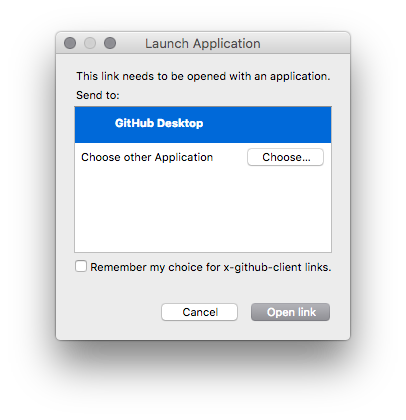 Launch Application
This link needs to be opened with an application.
Send to:
GitHub Desktop
Choose other Application
Choose...
Remember my choice for x-github-client links.
Cancel
Open link